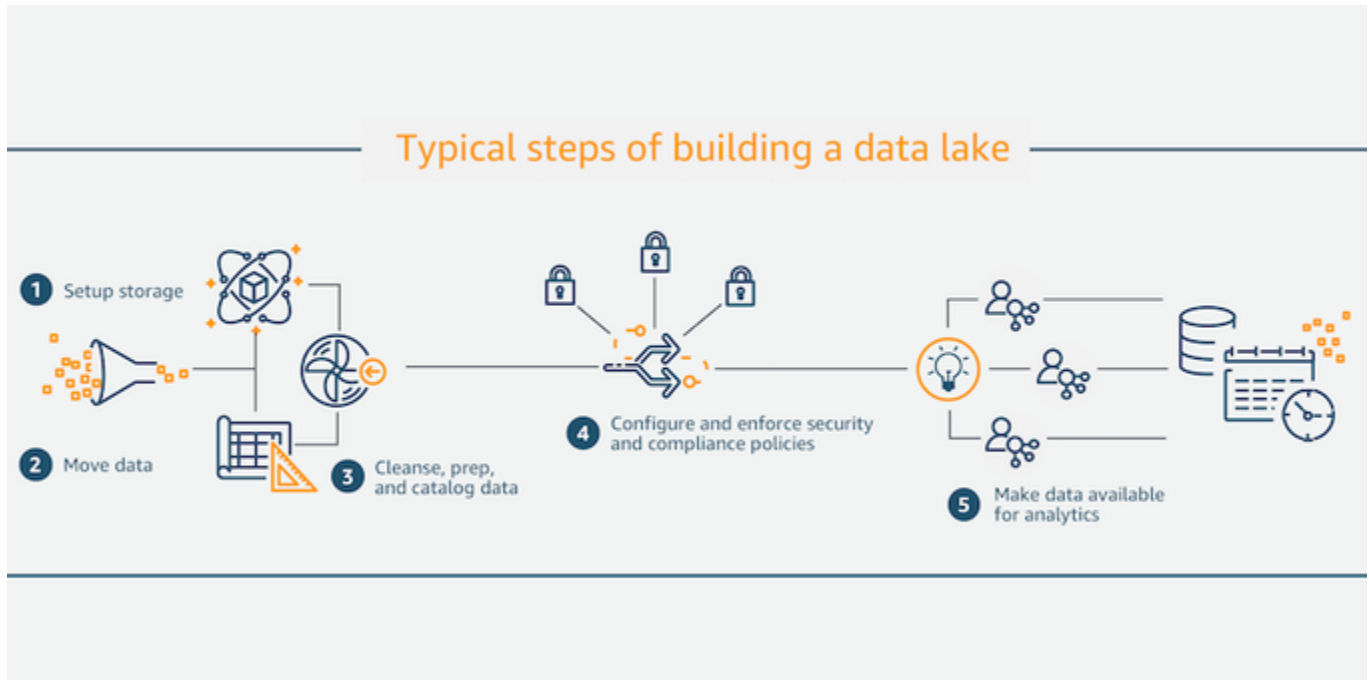 Typical steps of building a data lake
1 Setup storage
2 Move data
3 Cleanse, prep,
and catalog data
4 Configure and enforce security
and compliance policies
5 Make data available
for analytics